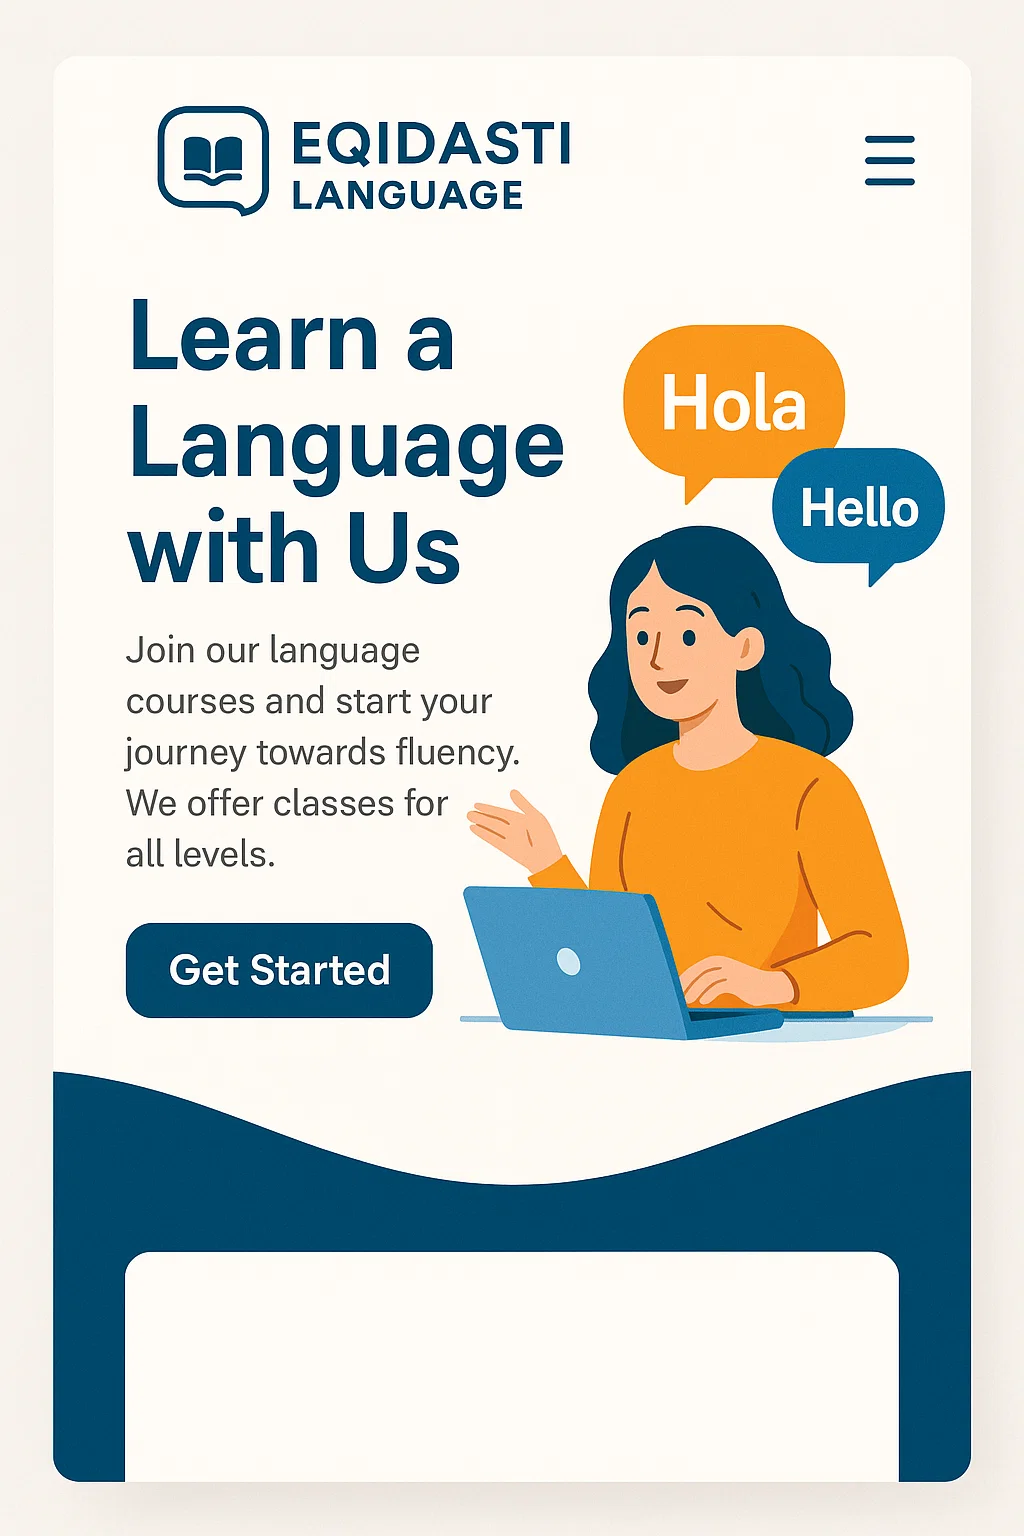 EQIDASTI
LANGUAGE
Learn a
Language
with Us
Hola
Hello
Join our language
courses and start your
journey towards fluency.
We offer classes for
all levels.
Get Started